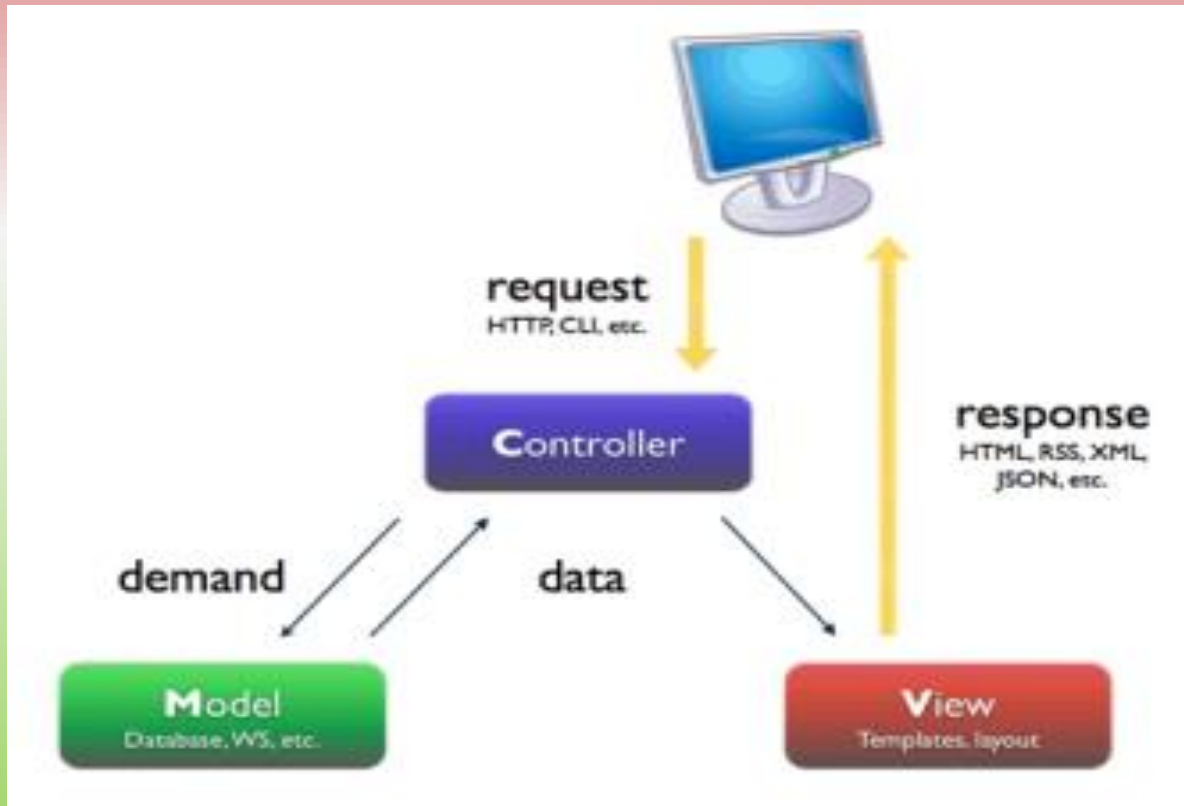 request
HTTP, CLI, etc.
Controller
response
HTML, RSS, XML,
JSON, etc.
demand
data
Model
Database, WS, etc.
View
Templates, layout